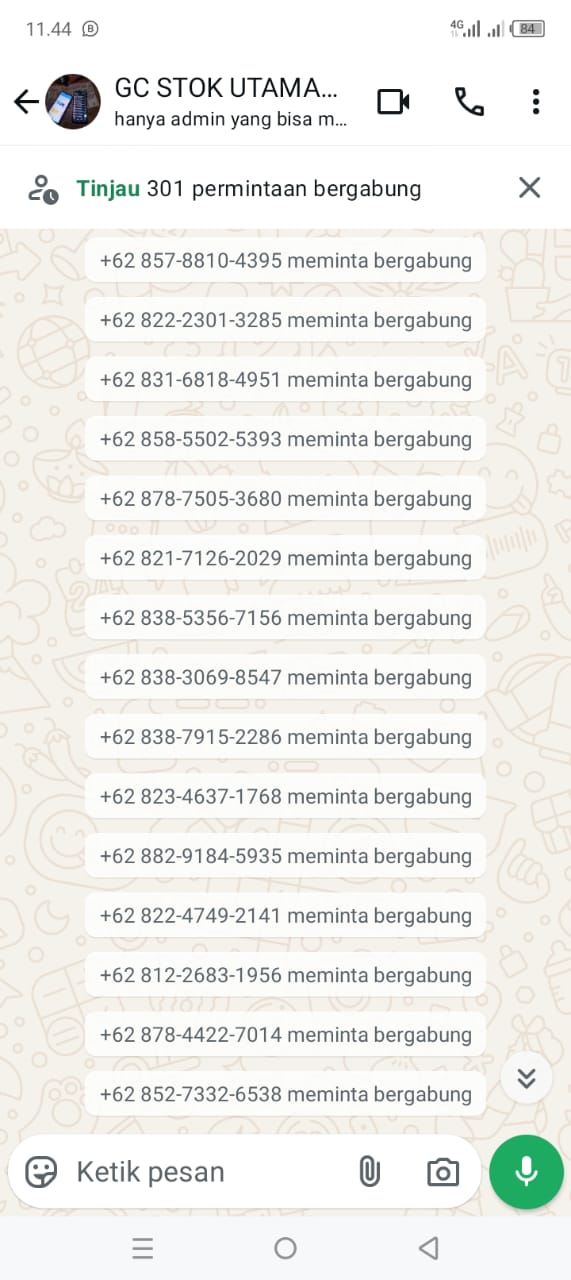 11.44
4G
84
GC STOK UTAMA...
hanya admin yang bisa m...
Tinjau 301 permintaan bergabung
+62 857-8810-4395 meminta bergabung
+62 822-2301-3285 meminta bergabung
+62 831-6818-4951 meminta bergabung
+62 858-5502-5393 meminta bergabung
+62 878-7505-3680 meminta bergabung
+62 821-7126-2029 meminta bergabung
+62 838-5356-7156 meminta bergabung
+62 838-3069-8547 meminta bergabung
+62 838-7915-2286 meminta bergabung
+62 823-4637-1768 meminta bergabung
+62 882-9184-5935 meminta bergabung
+62 822-4749-2141 meminta bergabung
+62 812-2683-1956 meminta bergabung
+62 878-4422-7014 meminta bergabung
+62 852-7332-6538 meminta bergabung
Ketik pesan